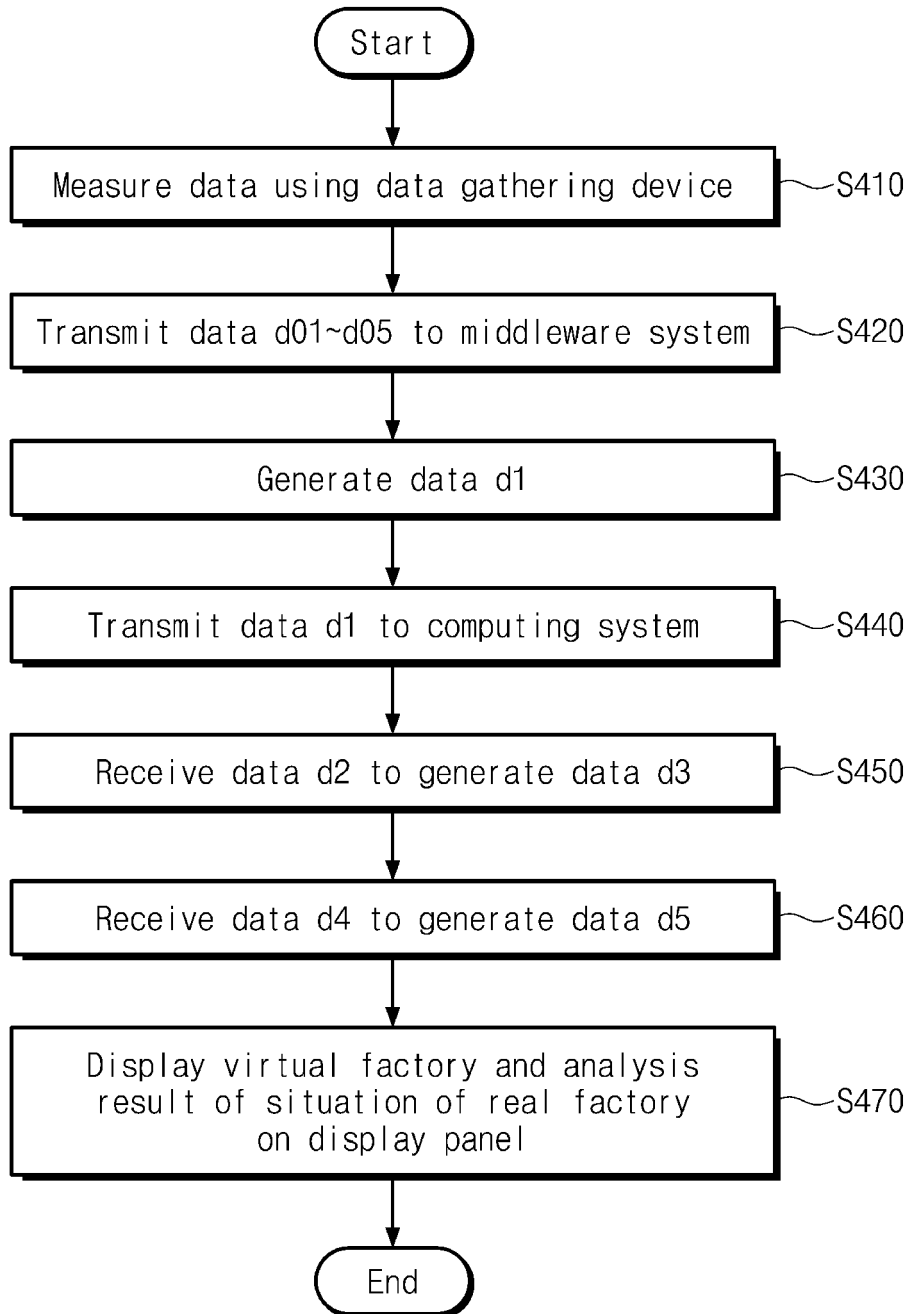 Start
Measure data using data gathering device
S410
Transmit data d01~d05 to middleware system
S420
Generate data d1
S430
Transmit data d1 to computing system
S440
Receive data d2 to generate data d3
S450
Receive data d4 to generate data d5
S460
Display virtual factory and analysis
result of situation of real factory
on display panel
S470
End